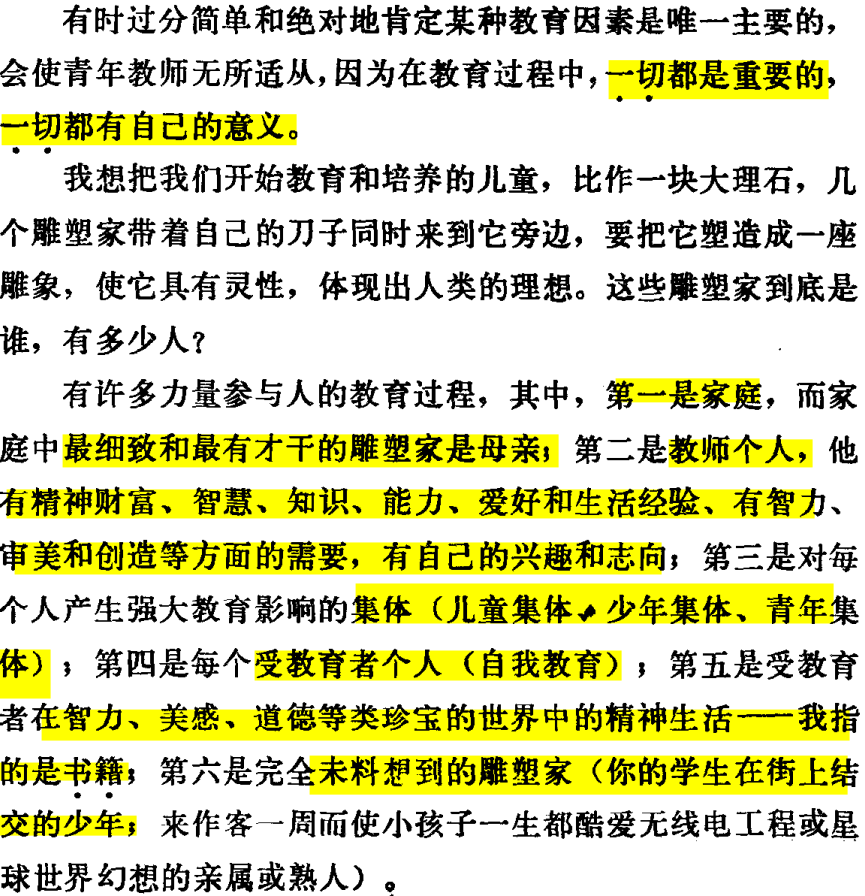 有时过分简单和绝对地肯定某种教育因素是唯一主要的，
会使青年教师无所适从，因为在教育过程中，一切都是重要的，
一切都有自己的意义。
我想把我们开始教育和培养的儿童，比作一块大理石，几
个雕塑家带着自己的刀子同时来到它旁边，要把它塑造成一座
雕象，使它具有灵性，体现出人类的理想。这些雕塑家到底是
谁，有多少人？
有许多力量参与人的教育过程，其中，第一是家庭，而家
庭中最细致和最有才干的雕塑家是母亲；第二是教师个人，他
有精神财富、智慧、知识、能力、爱好和生活经验、有智力、
审美和创造等方面的需要，有自己的兴趣和志向；第三是对每
个人产生强大教育影响的集体（儿童集体、少年集体、青年集
体）；第四是每个受教育者个人（自我教育）；第五是受教育
者在智力、美感、道德等类珍宝的世界中的精神生活——我指
的是书籍；第六是完全未料想到的雕塑家（你的学生在街上结
交的少年；来作客一周而使小孩子一生都酷爱无线电工程或星
球世界幻想的亲属或熟人）。